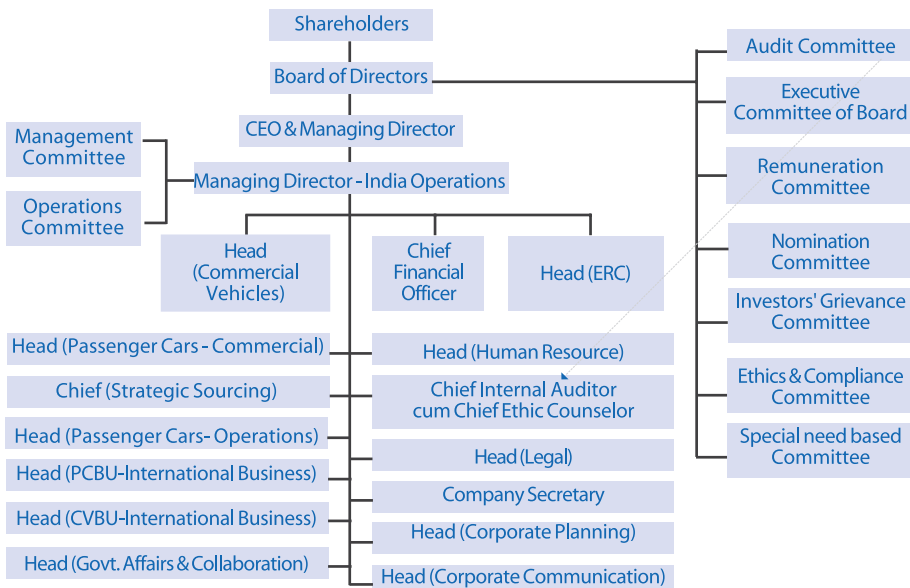 Shareholders
Board of Directors
CEO & Managing Director
Managing Director - India Operations
Management
Committee
Operations
Committee
Head
(Commercial
Vehicles)
Chief
Financial
Officer
Head (ERC)
Head (Passenger Cars - Commercial)
Chief (Strategic Sourcing)
Head (Passenger Cars- Operations)
Head (PCBU-International Business)
Head (CVBU-International Business)
Head (Govt. Affairs & Collaboration)
Head (Human Resource)
Chief Internal Auditor
cum Chief Ethic Counselor
Head (Legal)
Company Secretary
Head (Corporate Planning)
Head (Corporate Communication)
Audit Committee
Executive
Committee of Board
Remuneration
Committee
Nomination
Committee
Investors' Grievance
Committee
Ethics & Compliance
Committee
Special need based
Committee